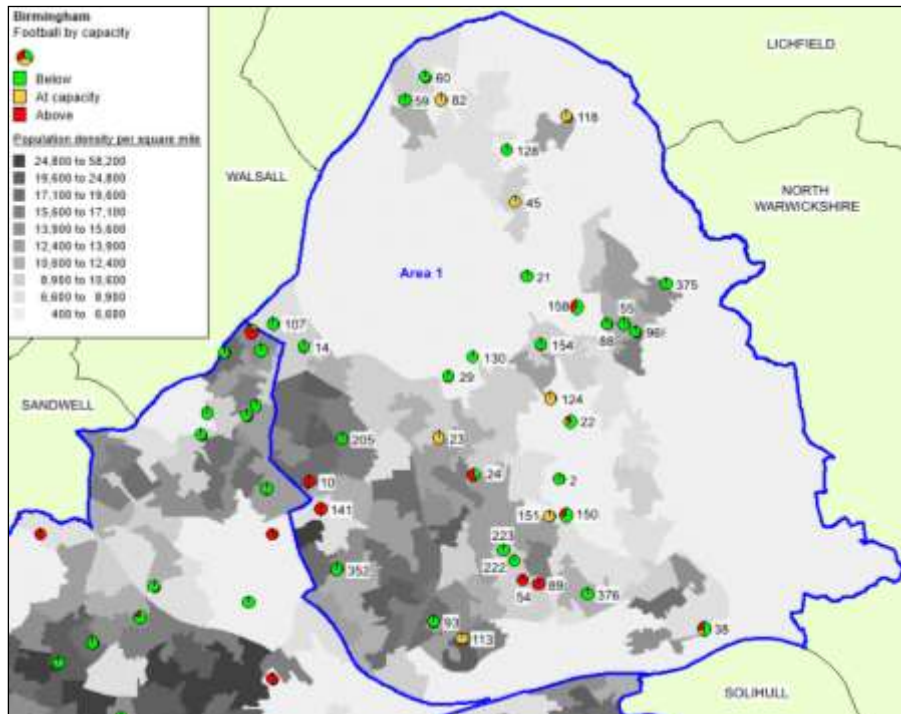 Birmingham
Football by capacity
Below
At capacity
Above
Population density per square mile
24,800 to 58,200
19,600 to 24,800
17,100 to 19,600
15,600 to 17,100
13,900 to 15,600
12,400 to 13,900
10,600 to 12,400
8,900 to 10,600
6,600 to 8,900
400 to 6,600
LICHFIELD
WALSALL
NORTH
WARWICKSHIRE
SANDWELL
SOLIHULL
Area 1
60
59
82
118
128
45
21
375
158
55
88
96
107
14
154
130
29
124
22
205
23
24
10
2
141
151
150
223
222
352
54
89
376
93
113
38